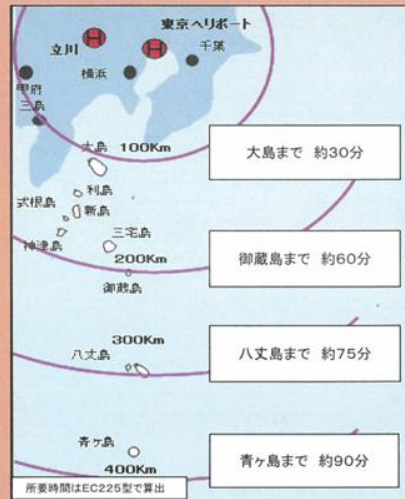 東京ヘリポート
立川
H
H
千葉
横浜
甲府
三島
100Km
大島
大島まで 約30分
利島
式根島
新島
神津島
三宅島
200Km
御蔵島
御蔵島まで 約60分
300Km
八丈島
八丈島まで 約75分
青ヶ島
青ヶ島まで 約90分
400Km
所要時間はEC225型で算出